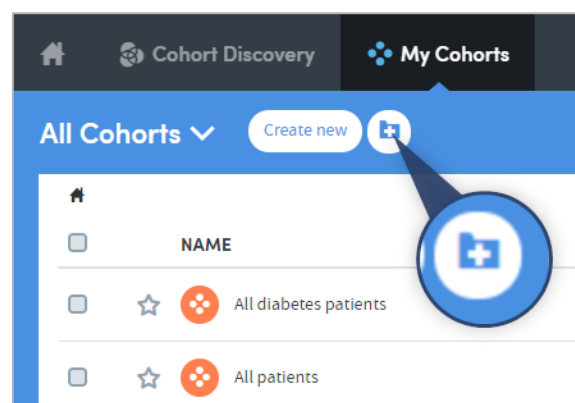 Cohort Discovery My Cohorts
All Cohorts Create new
NAME
All diabetes patients
All patients